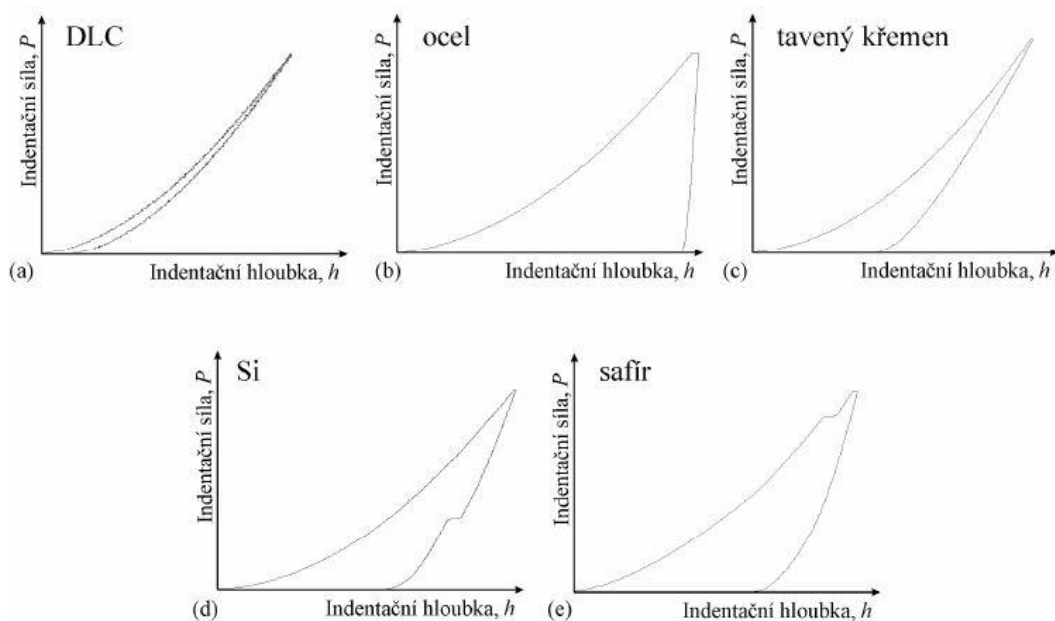 DLC
Indentační síla, P
Indentační hloubka, h
(a)
ocel
Indentační síla, P
Indentační hloubka, h
(b)
tavený křemen
Indentační síla, P
Indentační hloubka, h
(c)
Si
Indentační síla, P
Indentační hloubka, h
(d)
safír
Indentační síla, P
Indentační hloubka, h
(e)